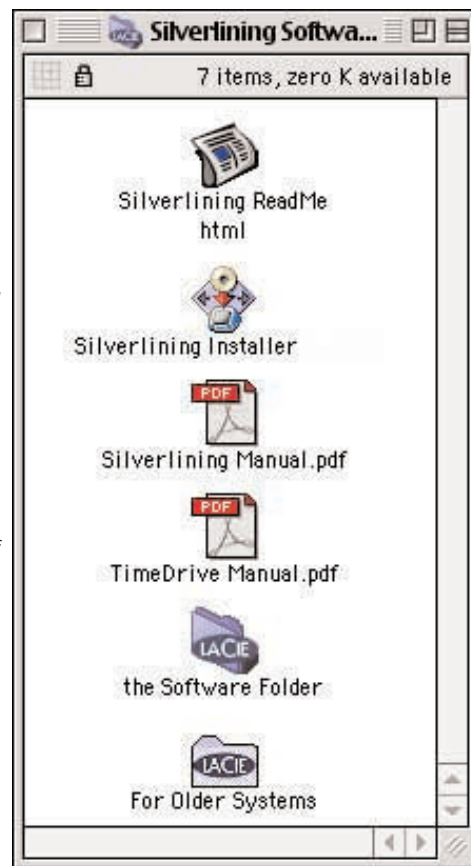 Silverlining Softwa...
7 items, zero K available
Silverlining ReadMe
html
Silverlining Installer
PDF
Silverlining Manual.pdf
PDF
TimeDrive Manual.pdf
LACIE
the Software Folder
LACIE
For Older Systems